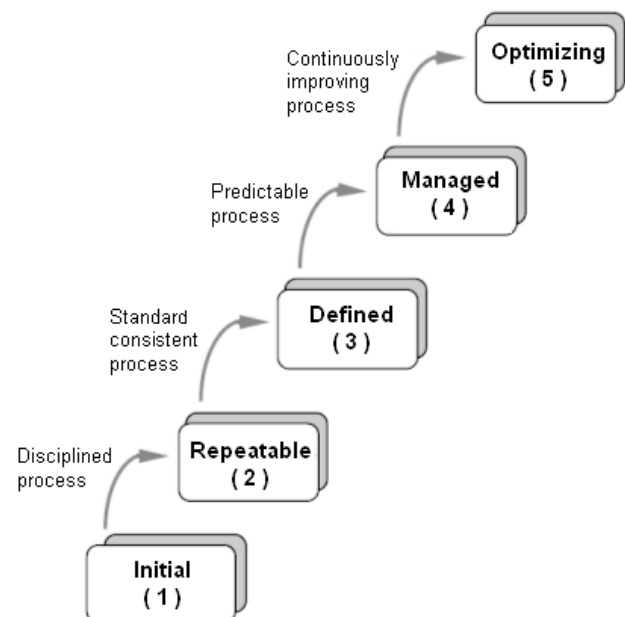 Continuously
improving
process
Optimizing
( 5 )
Predictable
process
Managed
( 4 )
Standard
consistent
process
Defined
( 3 )
Disciplined
process
Repeatable
( 2 )
Initial
( 1 )